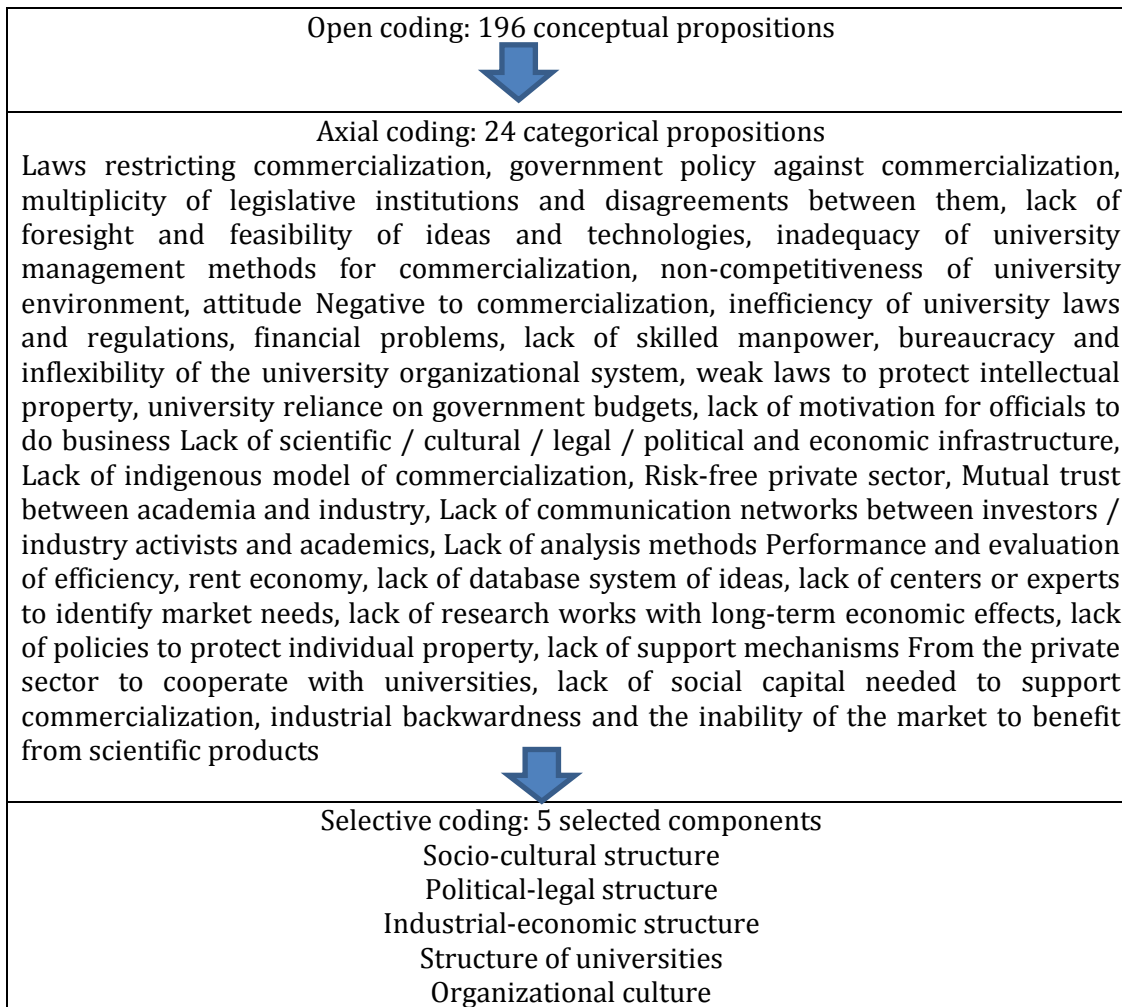 Open coding: 196 conceptual propositions
Axial coding: 24 categorical propositions
Laws restricting commercialization, government policy against commercialization,
multiplicity of legislative institutions and disagreements between them, lack of
foresight and feasibility of ideas and technologies, inadequacy of university
management methods for commercialization, non-competitiveness of university
environment, attitude Negative to commercialization, inefficiency of university laws
and regulations, financial problems, lack of skilled manpower, bureaucracy and
inflexibility of the university organizational system, weak laws to protect intellectual
property, university reliance on government budgets, lack of motivation for officials to
do business Lack of scientific / cultural / legal / political and economic infrastructure,
Lack of indigenous model of commercialization, Risk-free private sector, Mutual trust
between academia and industry, Lack of communication networks between investors /
industry activists and academics, Lack of analysis methods Performance and evaluation
of efficiency, rent economy, lack of database system of ideas, lack of centers or experts
to identify market needs, lack of research works with long-term economic effects, lack
of policies to protect individual property, lack of support mechanisms From the private
sector to cooperate with universities, lack of social capital needed to support
commercialization, industrial backwardness and the inability of the market to benefit
from scientific products
Selective coding: 5 selected components
Socio-cultural structure
Political-legal structure
Industrial-economic structure
Structure of universities
Organizational culture